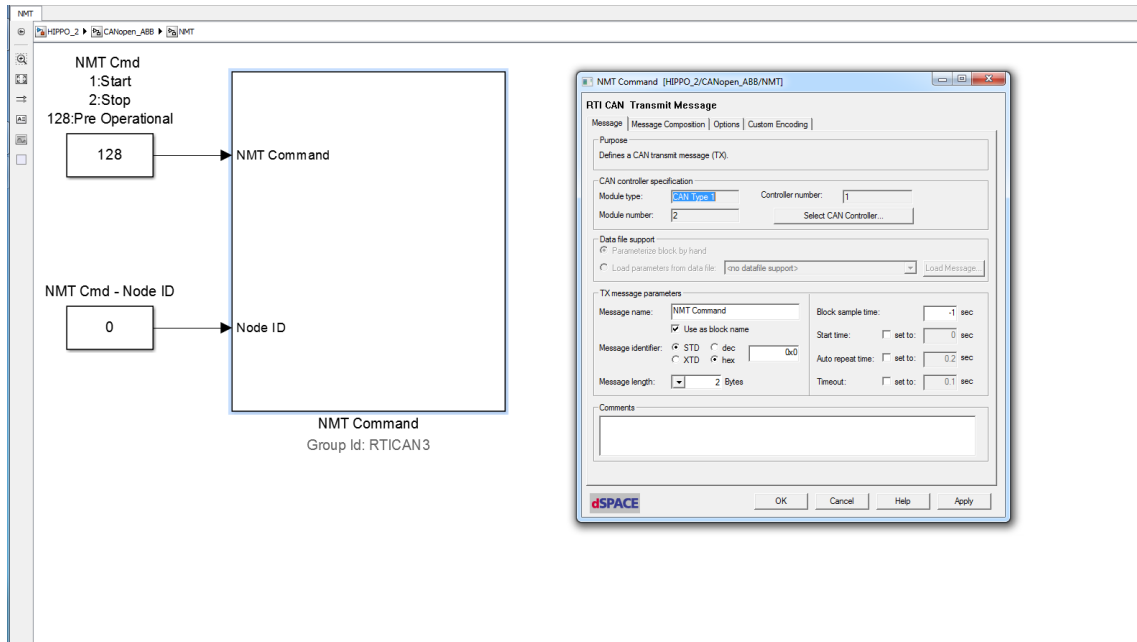 NMT
HIPPO_2 CANopen_ABB NMT
NMT Cmd
1:Start
2:Stop
128:Pre Operational
128
NMT Command
NMT Cmd - Node ID
0
Node ID
NMT Command
Group Id: RTICAN3
NMT Command [HIPPO_2/CANopen_ABB/NMT]
RTI CAN Transmit Message
Message Message Composition Options Custom Encoding
Purpose
Defines a CAN transmit message (TX).
CAN controller specification
Module type: CAN Type 1 Controller number: 1
Module number: 2 Select CAN Controller...
Data file support
Parameterize block by hand
Load parameters from data file: <no datafile support> Load Message...
TX message parameters
Message name: NMT Command Block sample time: -1 sec
Use as block name
Start time: set to: 0 sec
Message identifier: STD dec 0x0
XTD hex
Auto repeat time: set to: 0.2 sec
Message length: 2 Bytes Timeout: set to: 0.1 sec
Comments
dSPACE OK Cancel Help Apply